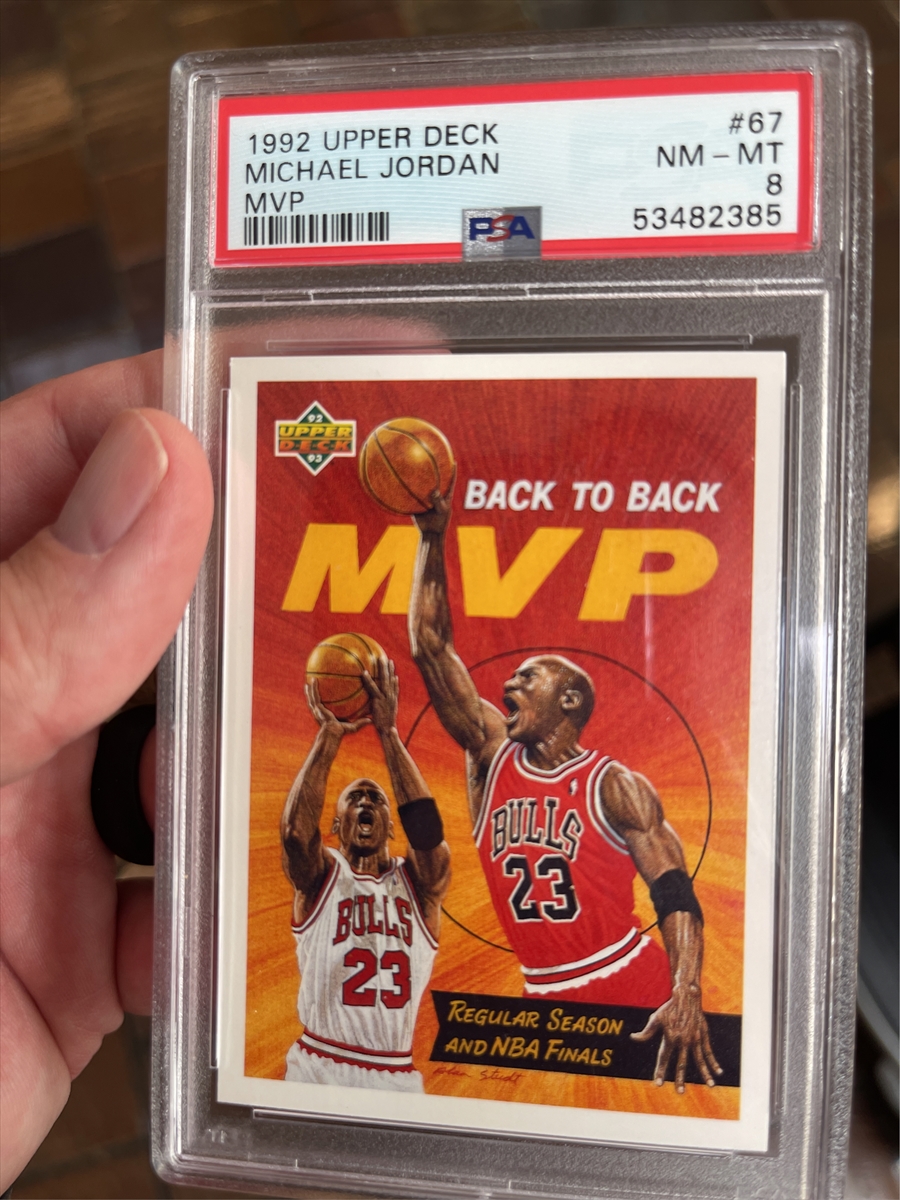 1992 UPPER DECK
MICHAEL JORDAN
MVP
#67
NM - MT
8
53482385
PSA
92
UPPER
DECK
93
BACK TO BACK
MVP
BULLS
23
BULLS
23
REGULAR SEASON
AND NBA FINALS